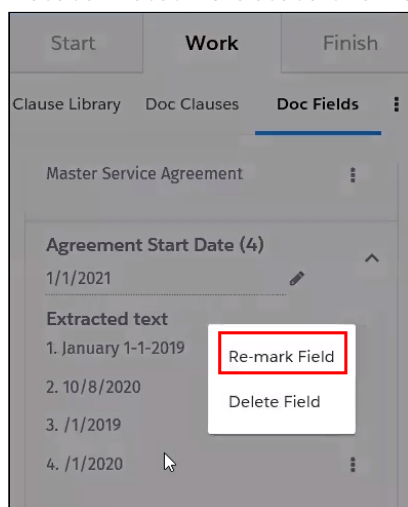 Start Work Finish
Clause Library Doc Clauses Doc Fields
Master Service Agreement
Agreement Start Date (4)
1/1/2021
Extracted text
1. January 1-1-2019
Re-mark Field
2. 10/8/2020
Delete Field
3. /1/2019
4. /1/2020